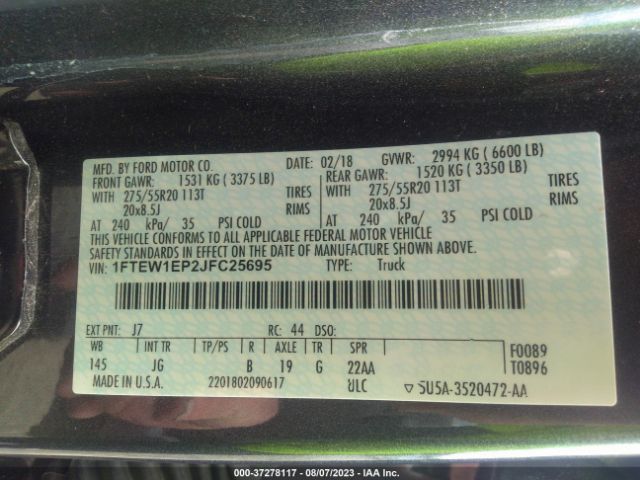 MFD. BY FORD MOTOR CO. DATE: 02/18 GVWR: 2994 KG ( 6600 LB)
FRONT GAWR: 1531 KG ( 3375 LB) REAR GAWR: 1520 KG ( 3350 LB)
WITH 275/55R20 113T TIRES WITH 275/55R20 113T TIRES
20x8.5J RIMS 20x8.5J RIMS
AT 240 kPa/ 35 PSI COLD AT 240 kPa/ 35 PSI COLD
THIS VEHICLE CONFORMS TO ALL APPLICABLE FEDERAL MOTOR VEHICLE
SAFETY STANDARDS IN EFFECT ON THE DATE OF MANUFACTURE SHOWN ABOVE.
VIN: 1FTEW1EP2JFC25695 TYPE: Truck
EXT PNT: J7 RC: 44 DSO:
WB INT TR TP/PS R AXLE TR SPR F0089
145 JG B 19 G 22AA T0896
MADE IN U.S.A. 2201802090617 ULC 5U5A-3520472-AA
000-37278117 - 08/07/2023 - IAA Inc.